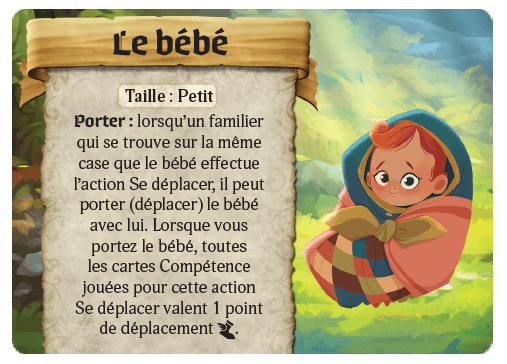 Le bébé
Taille : Petit
Porter : lorsqu'un familier
qui se trouve sur la même
case que le bébé effectue
l'action Se déplacer, il peut
porter (déplacer) le bébé
avec lui. Lorsque vous
portez le bébé, toutes
les cartes Compétence
jouées pour cette action
Se déplacer valent 1 point
de déplacement .